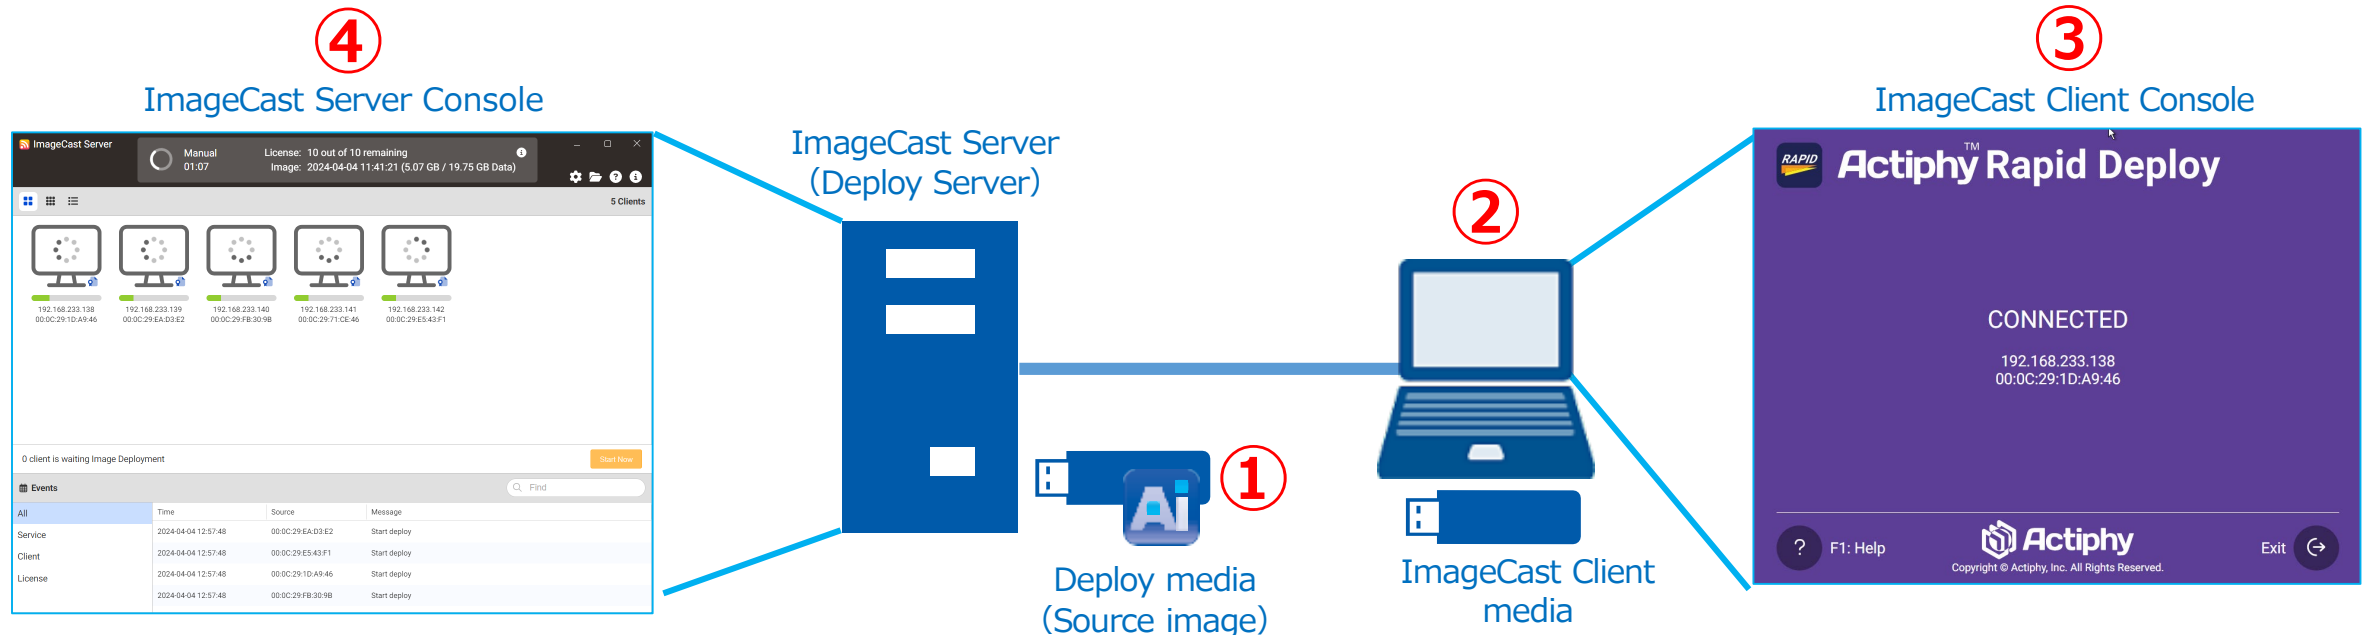 ④
ImageCast Server Console
ImageCast Server
Manual
01:07
License: 10 out of 10 remaining
Image: 2024-04-04 11:41:21 (5.07 GB / 19.75 GB Data)
5 Clients
192.168.233.138
00:0C:29:1D:A9:46
192.168.233.139
00:0C:29:EA:D3:E2
192.168.233.140
00:0C:29:FB:30:9B
192.168.233.141
00:0C:29:71:CE:46
192.168.233.142
00:0C:29:E5:43:F1
0 client is waiting Image Deployment
Start Now
Events
Find
All
Service
Client
License
Time Source Message
2024-04-04 12:57:48 00:0C:29:EA:D3:E2 Start deploy
2024-04-04 12:57:48 00:0C:29:E5:43:F1 Start deploy
2024-04-04 12:57:48 00:0C:29:1D:A9:46 Start deploy
2024-04-04 12:57:48 00:0C:29:FB:30:9B Start deploy
ImageCast Server
(Deploy Server)
①
Ai
Deploy media
(Source image)
②
ImageCast Client
media
③
ImageCast Client Console
RAPID
Actiphy™ Rapid Deploy
CONNECTED
192.168.233.138
00:0C:29:1D:A9:46
? F1: Help
Actiphy
Copyright © Actiphy, Inc. All Rights Reserved.
Exit